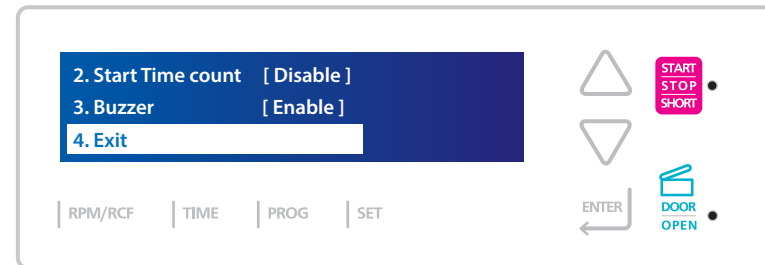 2. Start Time count [ Disable ]
3. Buzzer [ Enable ]
4. Exit
START
STOP
SHORT
RPM/RCF
TIME
PROG
SET
ENTER
DOOR
OPEN